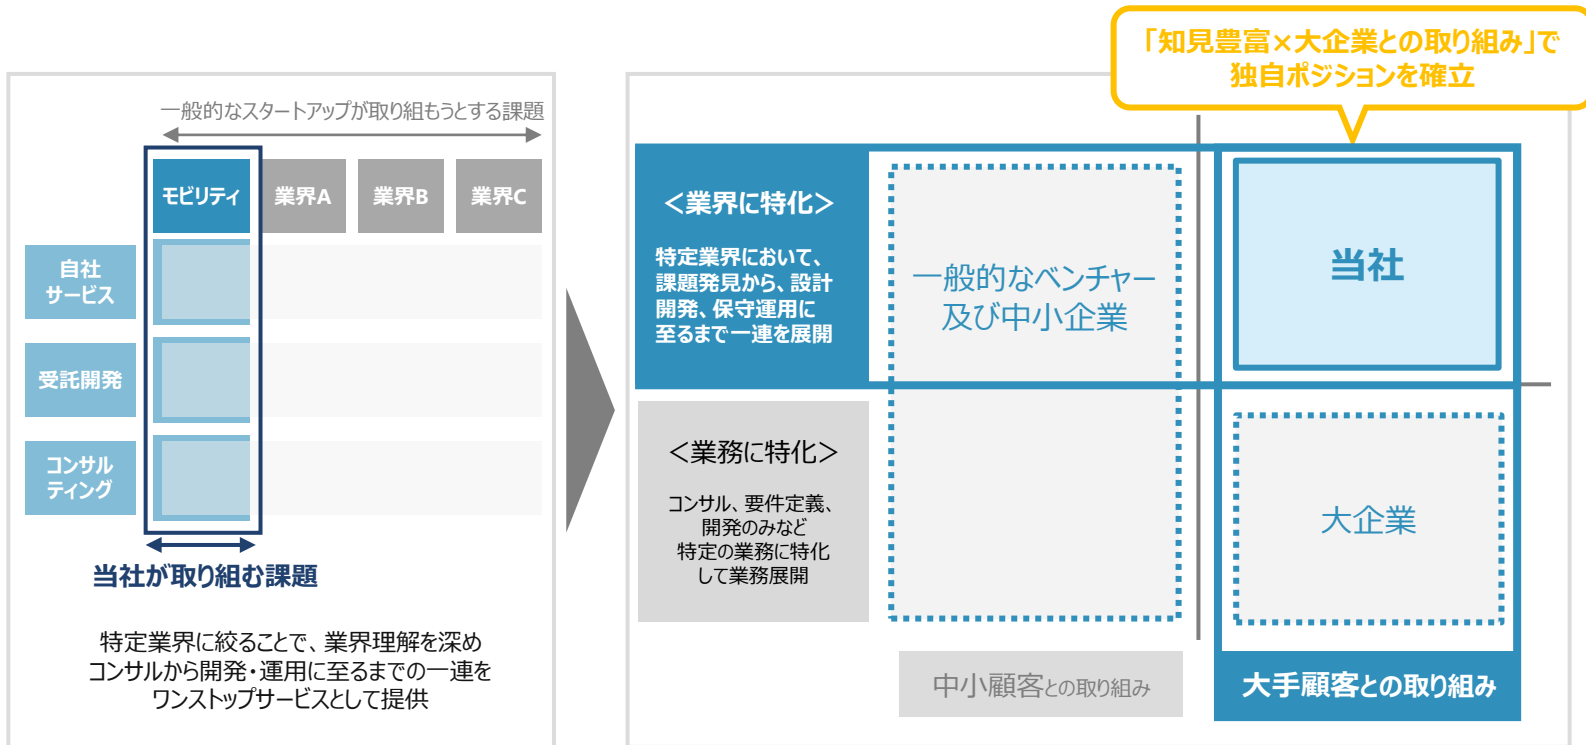 「知見豊富×大企業との取り組み」で
独自ポジションを確立
一般的なスタートアップが取り組もうとする課題
モビリティ
業界A
業界B
業界C
自社
サービス
受託開発
コンサル
ティング
当社が取り組む課題
特定業界に絞ることで、業界理解を深め
コンサルから開発・運用に至るまでの一連を
ワンストップサービスとして提供
＜業界に特化＞
特定業界において、
課題発見から、設計
開発、保守運用に
至るまで一連を展開
一般的なベンチャー
及び中小企業
当社
＜業務に特化＞
コンサル、要件定義、
開発のみなど
特定の業務に特化
して業務展開
大企業
中小顧客との取り組み
大手顧客との取り組み